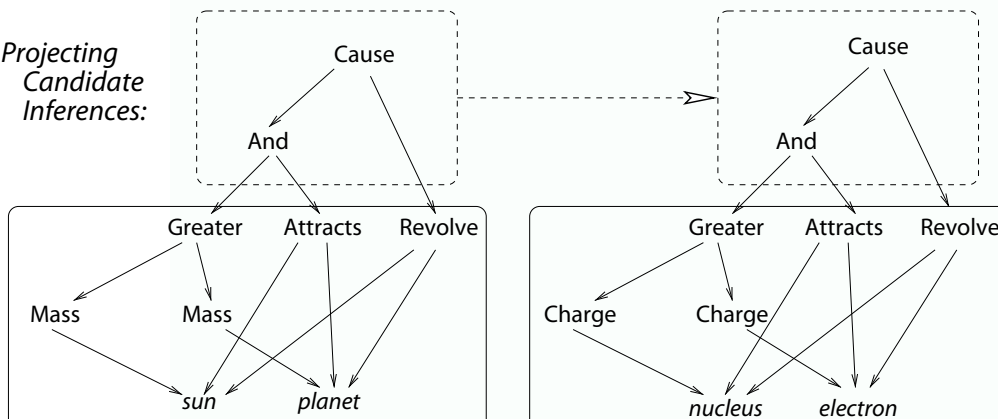 Projecting
Candidate
Inferences:
Cause
And
Greater Attracts Revolve
Mass Mass
sun planet
Cause
And
Greater Attracts Revolve
Charge Charge
nucleus electron